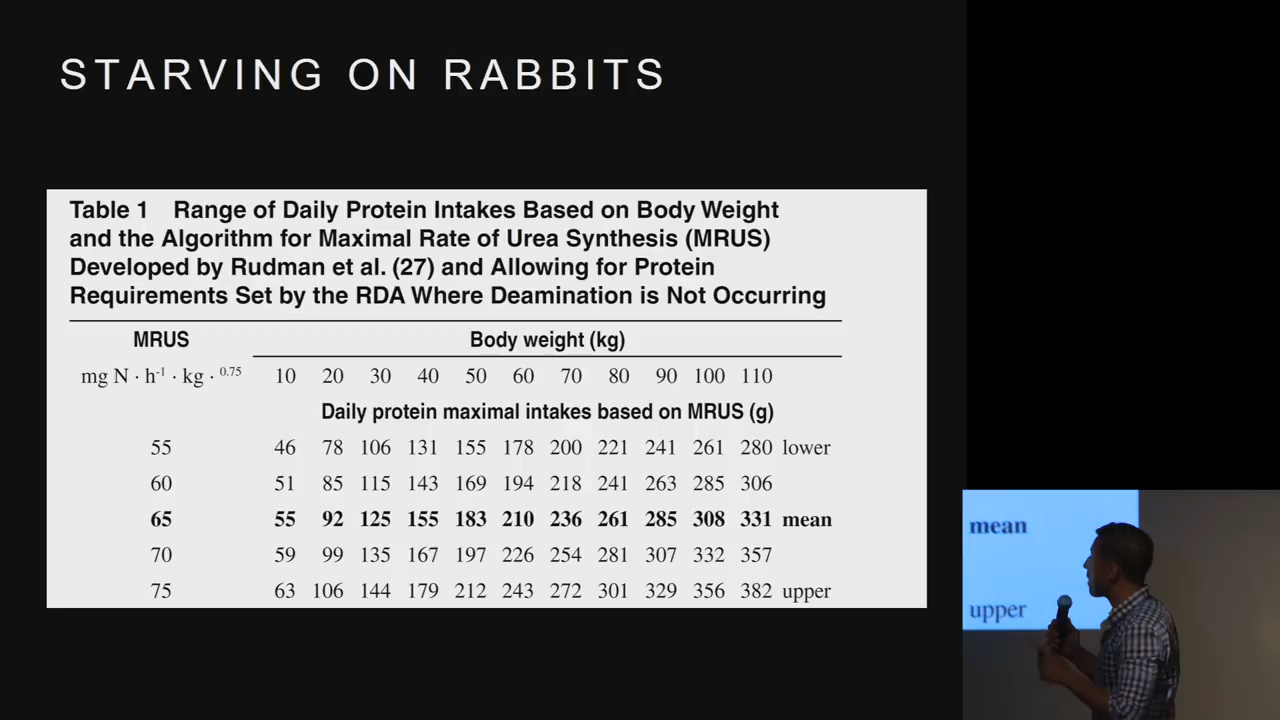 STARVING ON RABBITS
Table 1 Range of Daily Protein Intakes Based on Body Weight
and the Algorithm for Maximal Rate of Urea Synthesis (MRUS)
Developed by Rudman et al. (27) and Allowing for Protein
Requirements Set by the RDA Where Deamination is Not Occurring
MRUS Body weight (kg)
mg N · h-1 · kg · 0.75 10 20 30 40 50 60 70 80 90 100 110
Daily protein maximal intakes based on MRUS (g)
55 46 78 106 131 155 178 200 221 241 261 280 lower
60 51 85 115 143 169 194 218 241 263 285 306
65 55 92 125 155 183 210 236 261 285 308 331 mean
70 59 99 135 167 197 226 254 281 307 332 357
75 63 106 144 179 212 243 272 301 329 356 382 upper
mean
upper